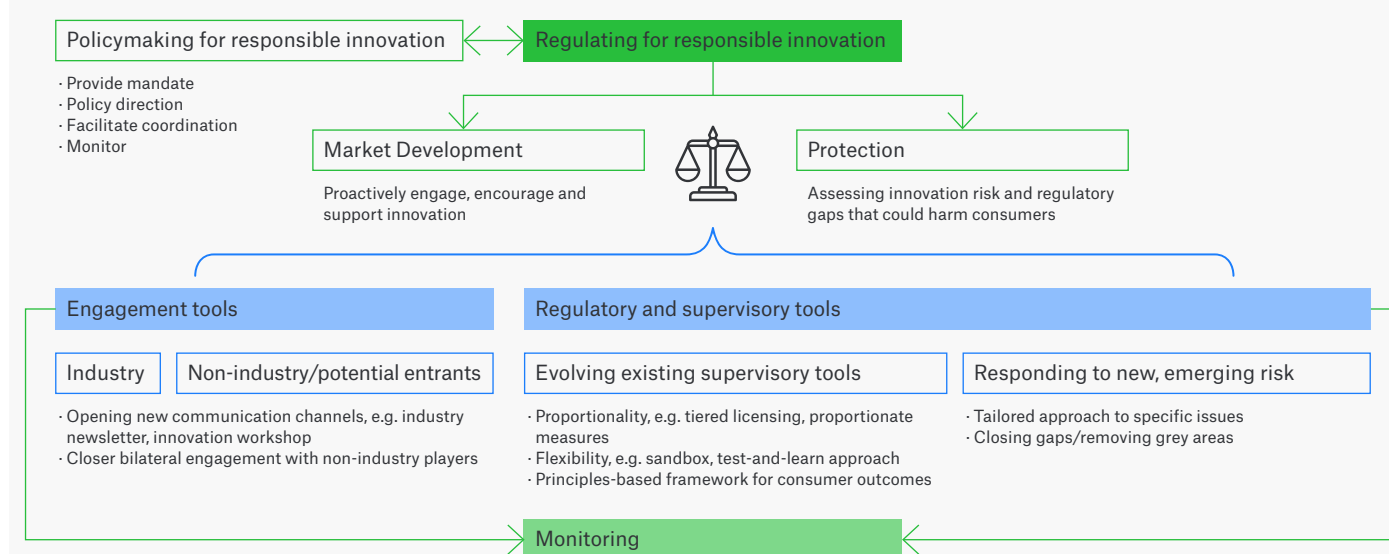 Policymaking for responsible innovation
Regulating for responsible innovation
· Provide mandate
· Policy direction
· Facilitate coordination
· Monitor
Market Development
Protection
Proactively engage, encourage and
support innovation
Assessing innovation risk and regulatory
gaps that could harm consumers
Engagement tools
Regulatory and supervisory tools
Industry
Non-industry/potential entrants
Evolving existing supervisory tools
Responding to new, emerging risk
· Opening new communication channels, e.g. industry
newsletter, innovation workshop
· Closer bilateral engagement with non-industry players
· Proportionality, e.g. tiered licensing, proportionate
measures
· Flexibility, e.g. sandbox, test-and-learn approach
· Principles-based framework for consumer outcomes
· Tailored approach to specific issues
· Closing gaps/removing grey areas
Monitoring